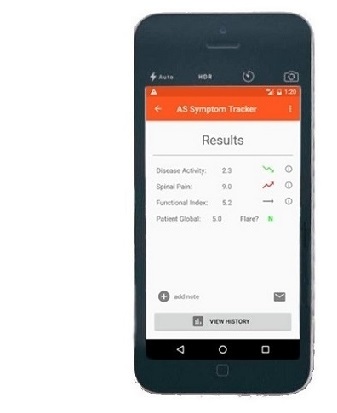 Auto HDR
1:20
AS Symptom Tracker
Results
Disease Activity: 2.3
Spinal Pain: 9.0
Functional Index: 5.2
Patient Global: 5.0 Flare? N
add note
VIEW HISTORY